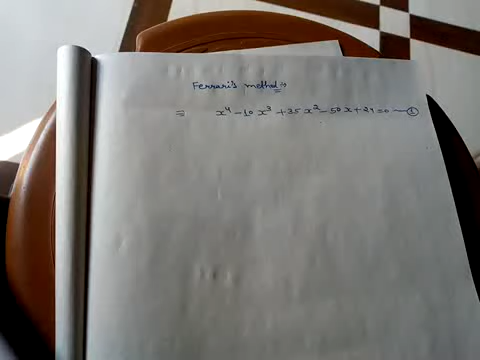 Ferrari's method :-
= x⁴ - 10x³ + 35x² - 50x + 24 = 0 — ①